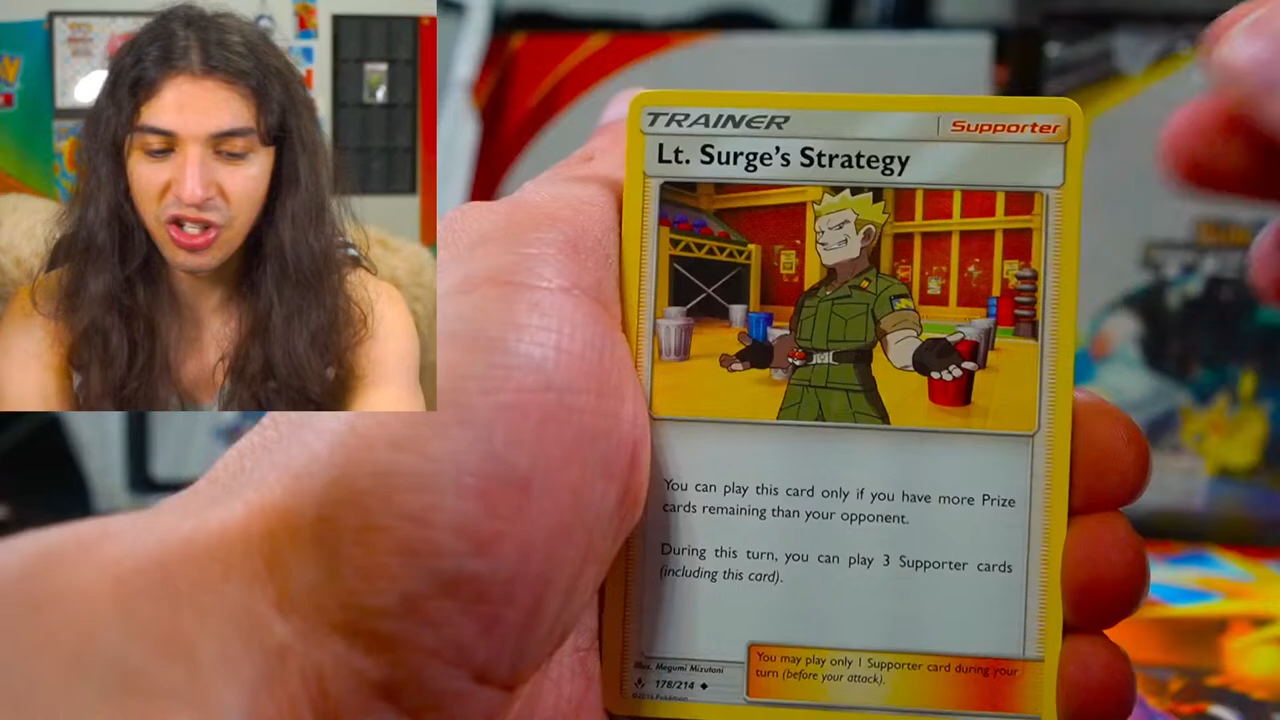 TRAINER
Supporter
Lt. Surge's Strategy
You can play this card only if you have more Prize
cards remaining than your opponent.
During this turn, you can play 3 Supporter cards
(including this card).
Illus. Megumi Mizutani
178/214
You may play only 1 Supporter card during your
turn (before your attack).